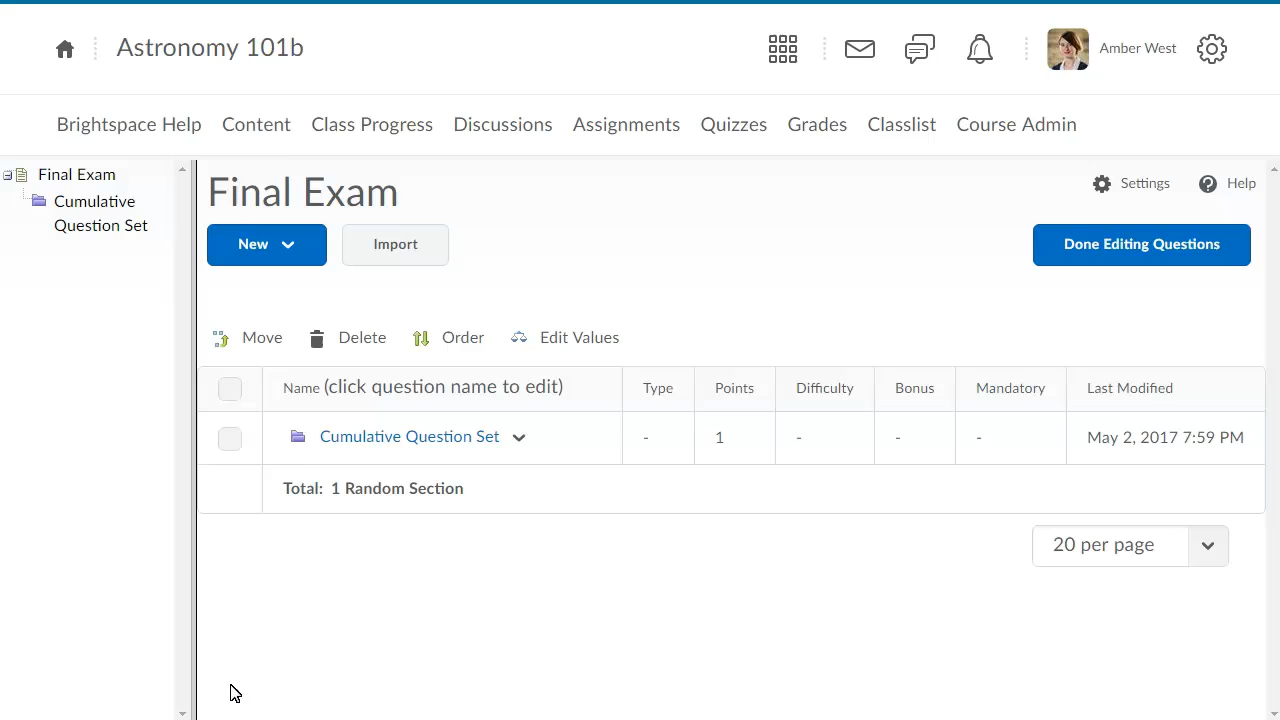 Astronomy 101b
Amber West
Brightspace Help Content Class Progress Discussions Assignments Quizzes Grades Classlist Course Admin
Final Exam
Cumulative
Question Set
Final Exam
Settings Help
New Import Done Editing Questions
Move Delete Order Edit Values
Name (click question name to edit) Type Points Difficulty Bonus Mandatory Last Modified
Cumulative Question Set - 1 - - - May 2, 2017 7:59 PM
Total: 1 Random Section
20 per page